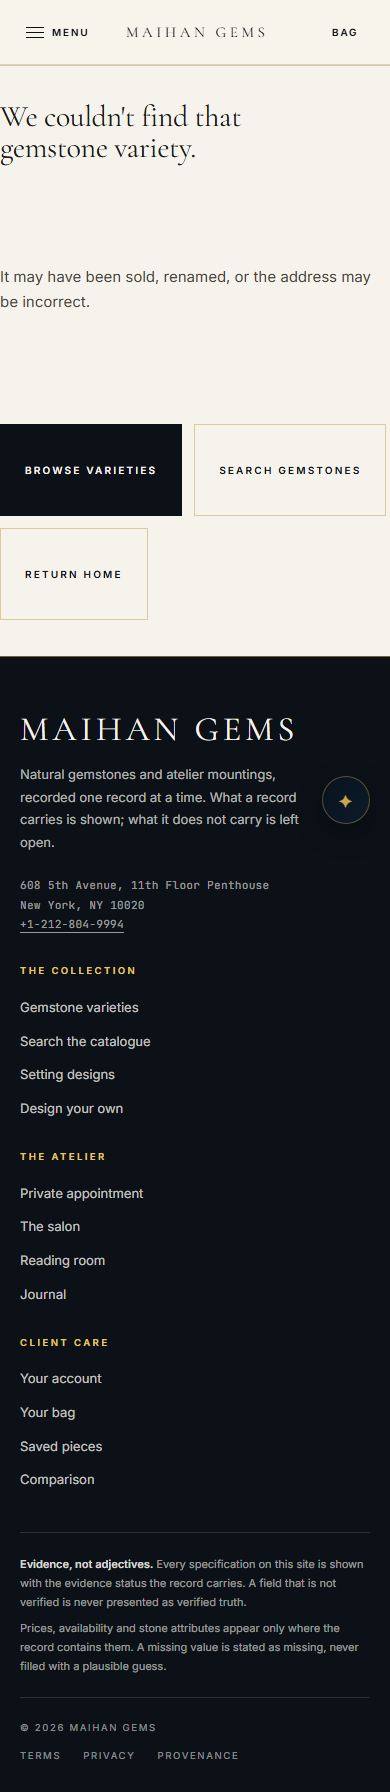 MENU
MAIHAN GEMS
BAG
We couldn't find that
gemstone variety.
It may have been sold, renamed, or the address may
be incorrect.
BROWSE VARIETIES
SEARCH GEMSTONES
RETURN HOME
MAIHAN GEMS
Natural gemstones and atelier mountings,
recorded one record at a time. What a record
carries is shown; what it does not carry is left
open.
608 5th Avenue, 11th Floor Penthouse
New York, NY 10020
+1-212-804-9994
THE COLLECTION
Gemstone varieties
Search the catalogue
Setting designs
Design your own
THE ATELIER
Private appointment
The salon
Reading room
Journal
CLIENT CARE
Your account
Your bag
Saved pieces
Comparison
Evidence, not adjectives. Every specification on this site is shown
with the evidence status the record carries. A field that is not
verified is never presented as verified truth.
Prices, availability and stone attributes appear only where the
record contains them. A missing value is stated as missing, never
filled with a plausible guess.
© 2026 MAIHAN GEMS
TERMS PRIVACY PROVENANCE